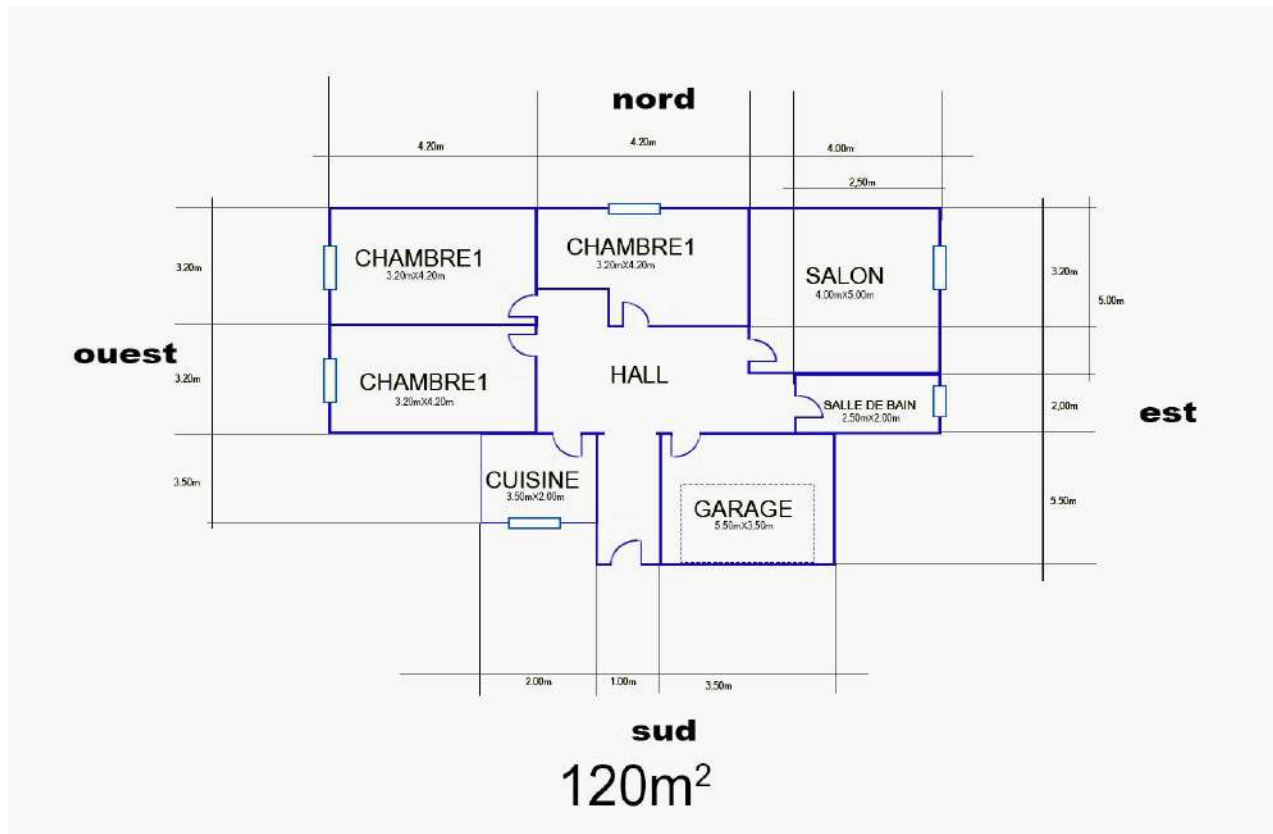 nord
4.20m
4.20m
4.00m
2,50m
CHAMBRE1
3.20mX4.20m
CHAMBRE1
3.20mX4.20m
SALON
4.00mX5.00m
3.20m
3.20m
5.00m
ouest
3.20m
CHAMBRE1
3.20mX4.20m
HALL
SALLE DE BAIN
2.50mX2.00m
2,00m
est
3.50m
CUISINE
3.50mX2.00m
GARAGE
5.50mX3.50m
5.50m
2.00m
1.00m
3.50m
sud
120m²